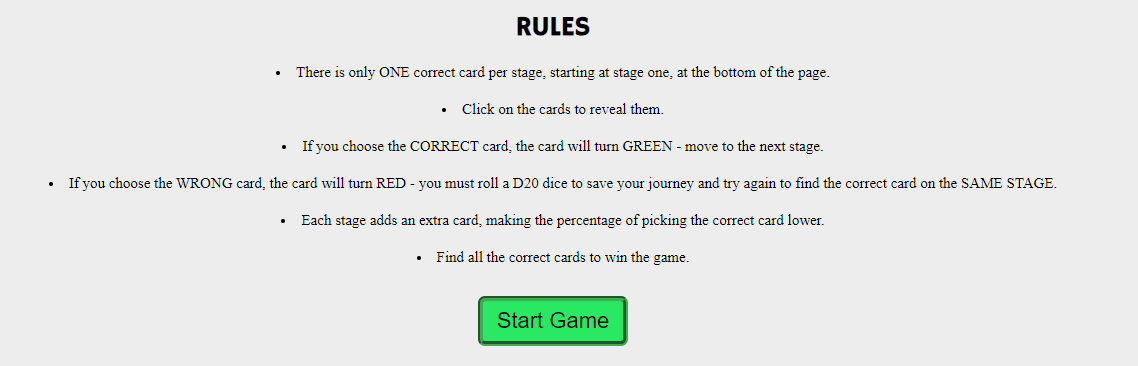 RULES
• There is only ONE correct card per stage, starting at stage one, at the bottom of the page.
• Click on the cards to reveal them.
• If you choose the CORRECT card, the card will turn GREEN - move to the next stage.
• If you choose the WRONG card, the card will turn RED - you must roll a D20 dice to save your journey and try again to find the correct card on the SAME STAGE.
• Each stage adds an extra card, making the percentage of picking the correct card lower.
• Find all the correct cards to win the game.
Start Game